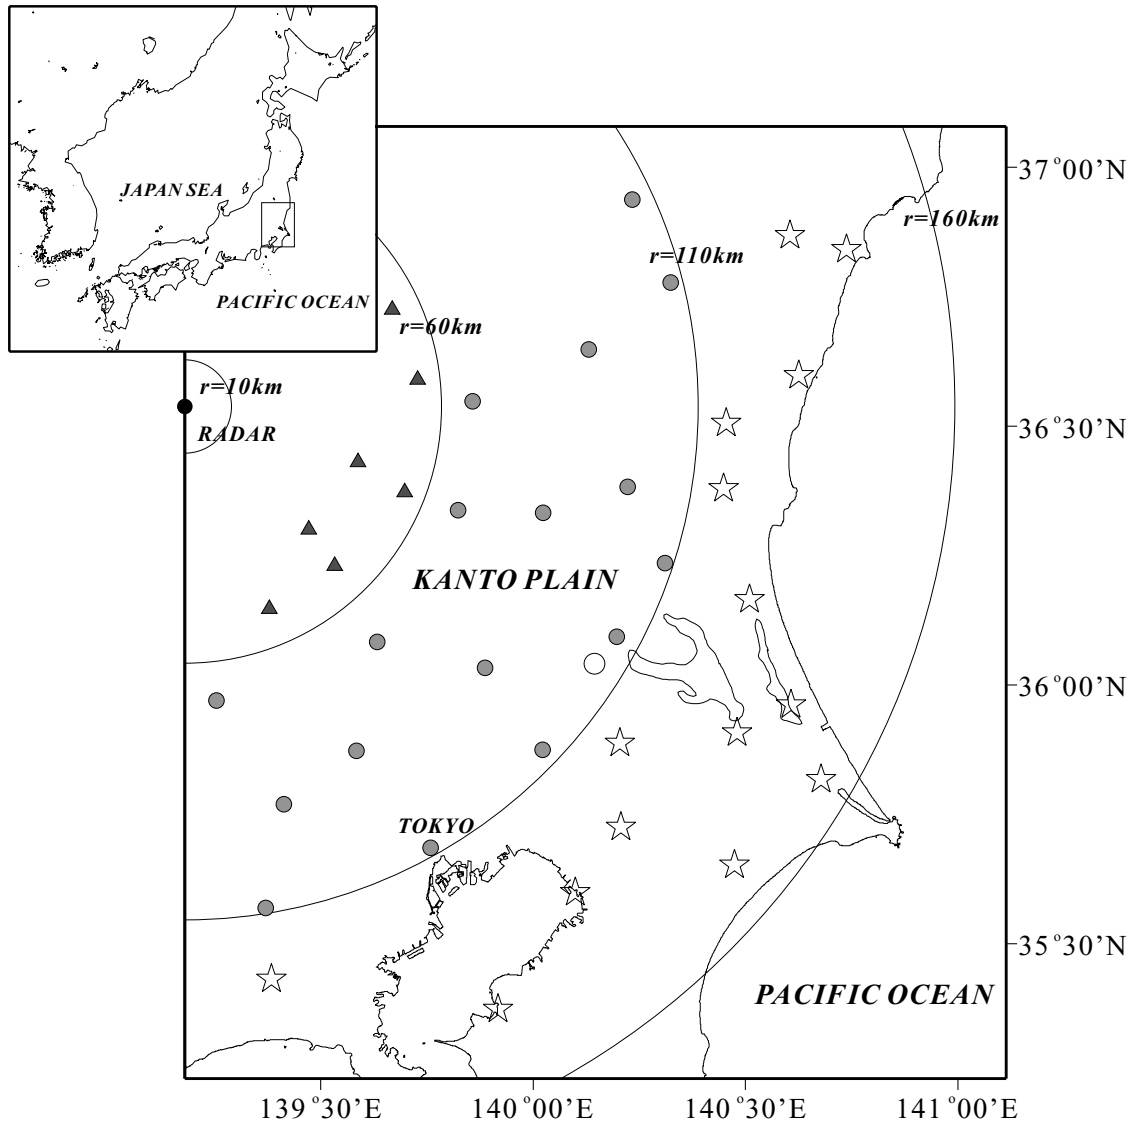 JAPAN SEA
PACIFIC OCEAN
37°00'N
r=160km
r=110km
r=60km
r=10km
RADAR
36°30'N
KANTO PLAIN
36°00'N
TOKYO
35°30'N
PACIFIC OCEAN
139°30'E
140°00'E
140°30'E
141°00'E